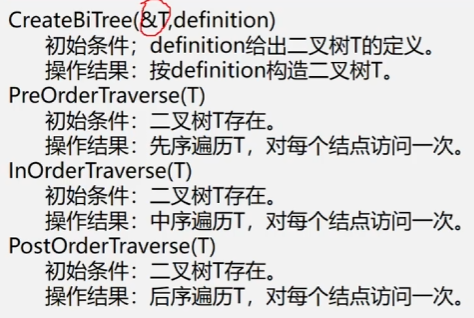 CreateBiTree(&T,definition)
初始条件；definition给出二叉树T的定义。
操作结果：按definition构造二叉树T。
PreOrderTraverse(T)
初始条件：二叉树T存在。
操作结果：先序遍历T，对每个结点访问一次。
InOrderTraverse(T)
初始条件：二叉树T存在。
操作结果：中序遍历T，对每个结点访问一次。
PostOrderTraverse(T)
初始条件：二叉树T存在。
操作结果：后序遍历T，对每个结点访问一次。